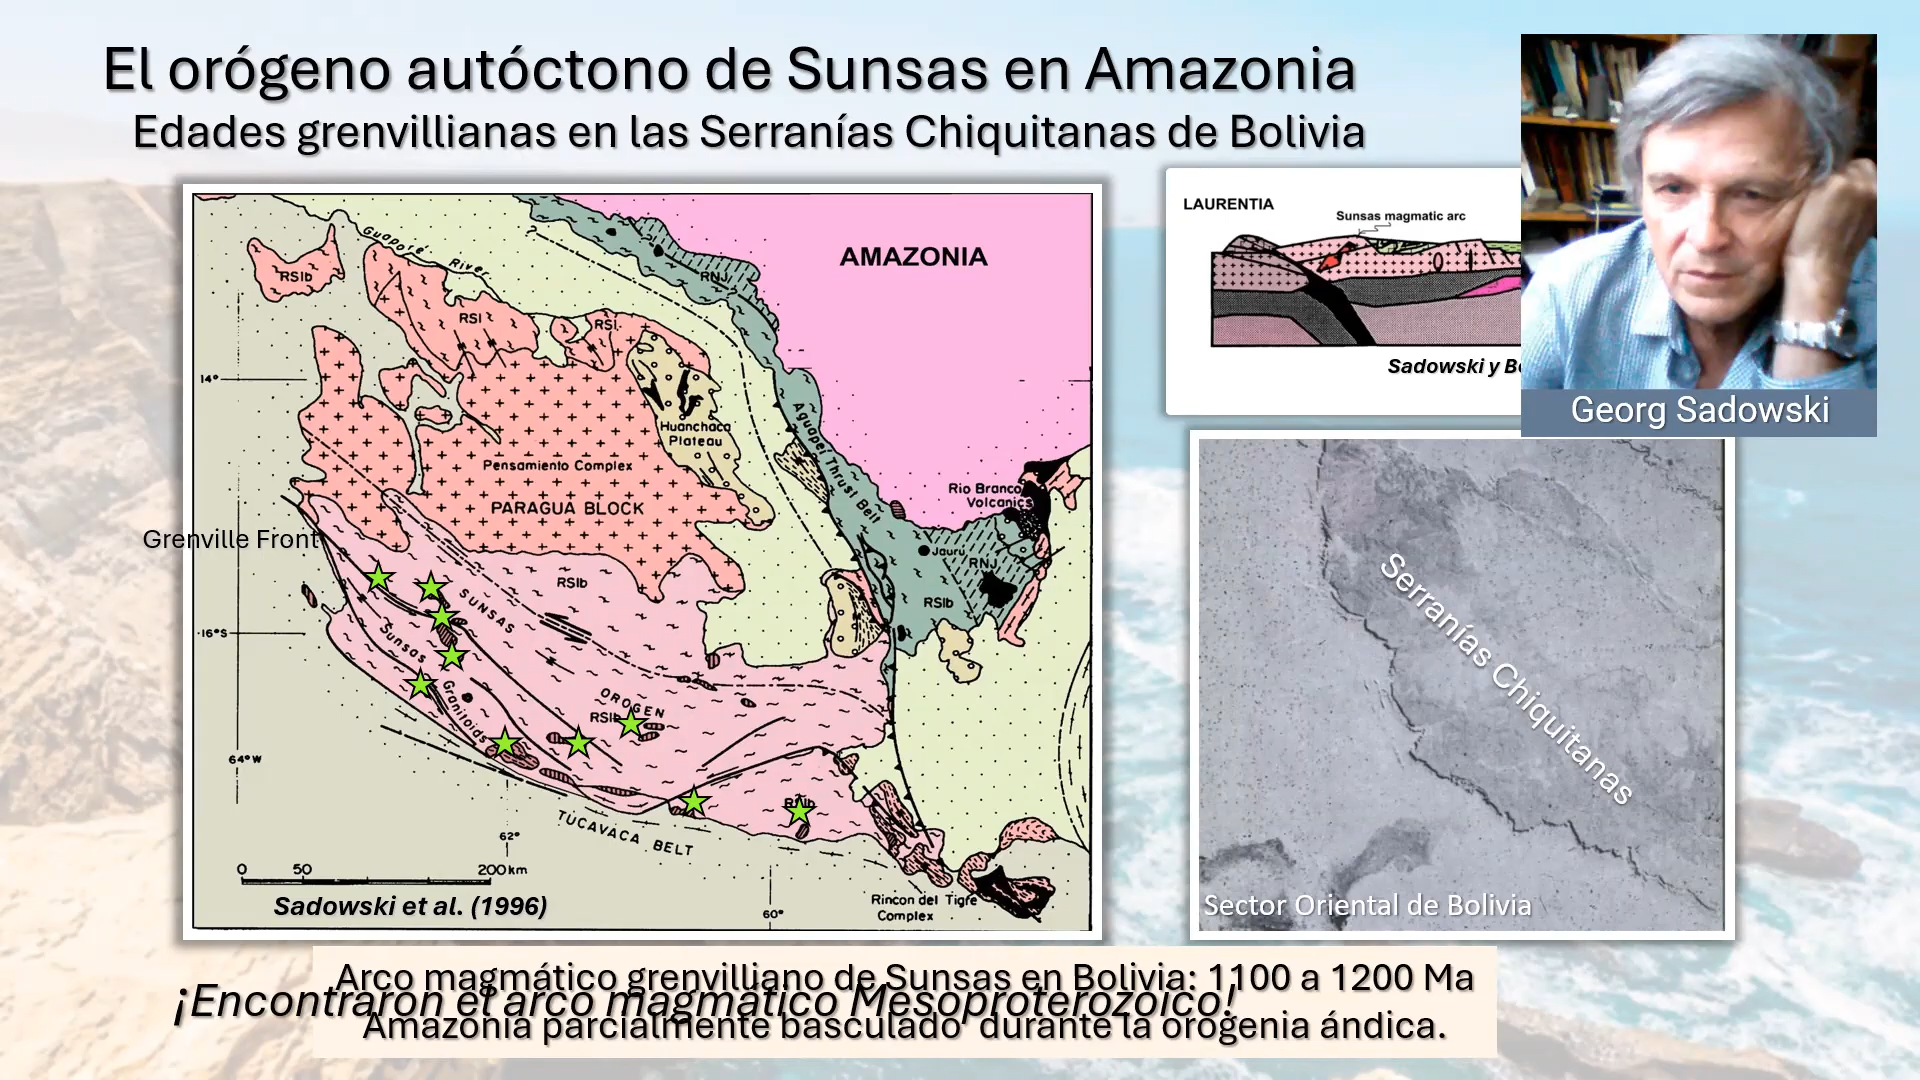 El orógeno autóctono de Sunsas en Amazonia
Edades grenvillianas en las Serranías Chiquitanas de Bolivia
AMAZONIA
Guaporé River
RSIb
RSI
RSI
RNJ
14°
Huanchaca
Plateau
Aguapei Thrust Belt
Pensamiento Complex
PARAGUA BLOCK
Rio Branco
Volcanics
Grenville Front
Jauru
RNJ
RSIb
RSIb
SUNSAS
16°S
Sunsas
Granitoids
OROGEN
RSIb
64°W
RSIb
TUCAVACA BELT
62°
0 50 200km
Rincon del Tigre
Complex
60°
Sadowski et al. (1996)
LAURENTIA
Sunsas magmatic arc
Sadowski y
Georg Sadowski
Serranías Chiquitanas
Sector Oriental de Bolivia
Arco magmático grenvilliano de Sunsas en Bolivia: 1100 a 1200 Ma
¡Encontraron el arco magmático Mesoproterozoico!
Amazonia parcialmente basculado durante la orogenia ándica.